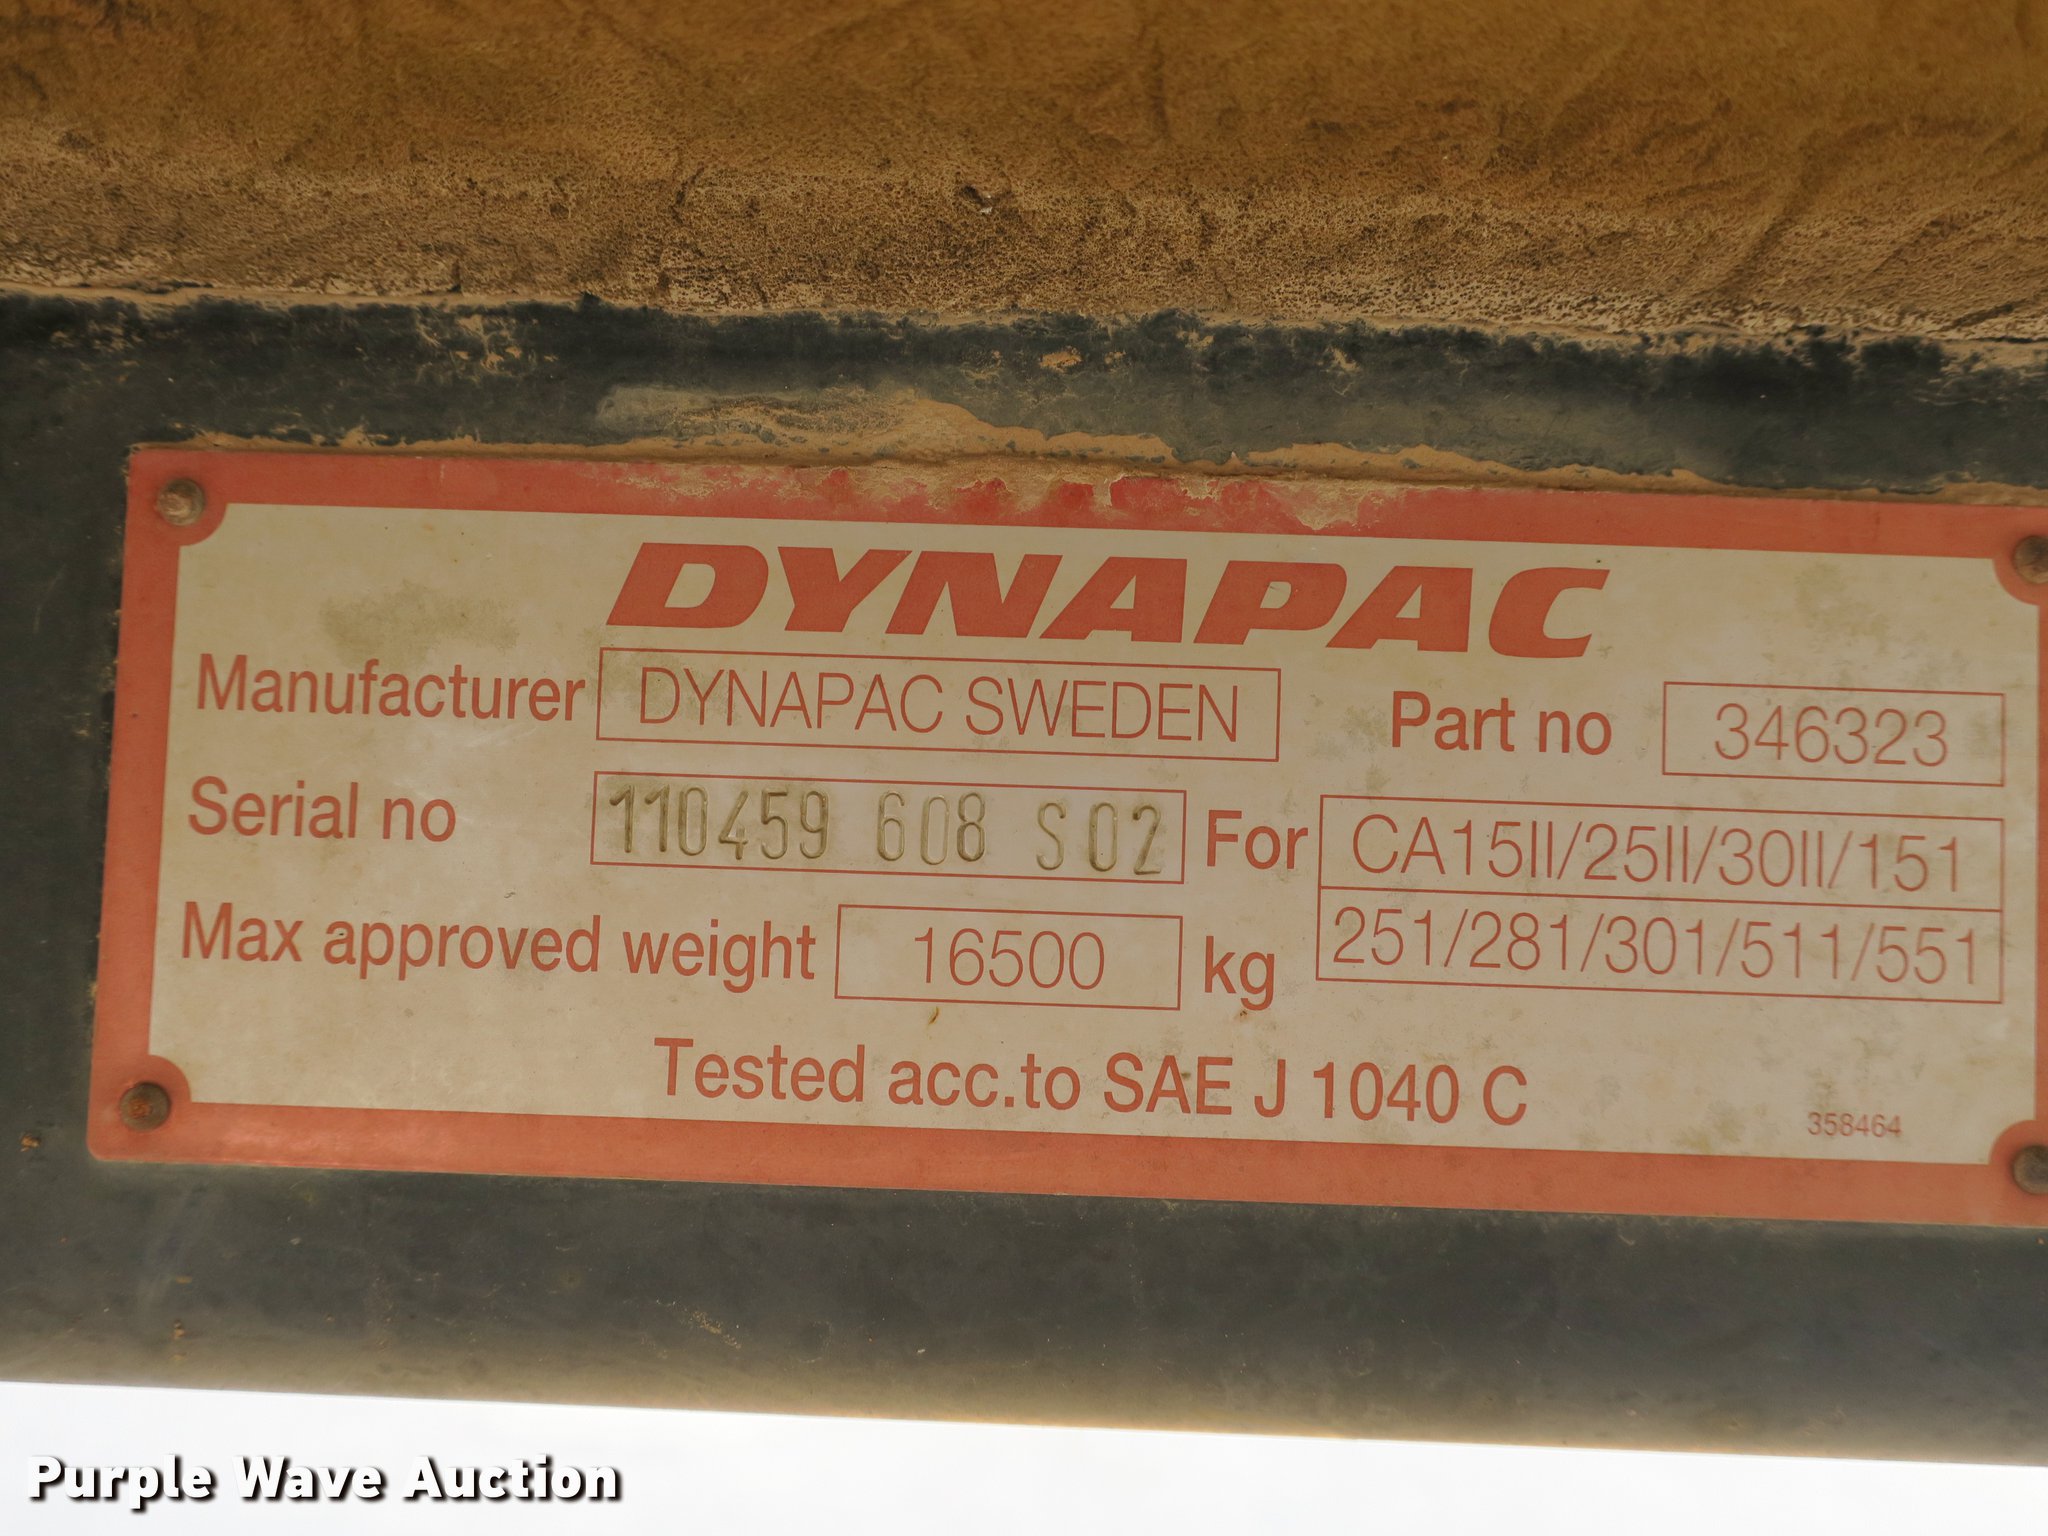 DYNAPAC
Manufacturer DYNAPAC SWEDEN Part no 346323
Serial no 110459 608 S02 For CA15II/25II/30II/151
251/281/301/511/551
Max approved weight 16500 kg
Tested acc.to SAE J 1040 C
358464
Purple Wave Auction